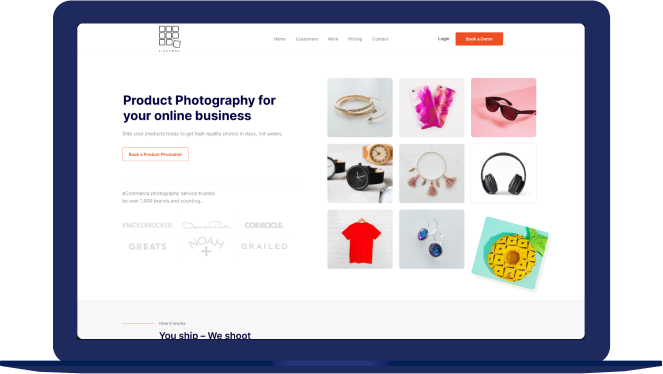 Home Customers Work Pricing Contact Login Book a Demo
Product Photography for
your online business
Ship your products today to get high-quality photos in days, not weeks.
Book a Product Photoshoot
eCommerce photography service trusted
by over 1,000 brands and counting...
KNICKERBOCKER
CORKCICLE.
GREATS NOAH GRAILED
How it works
You ship – We shoot